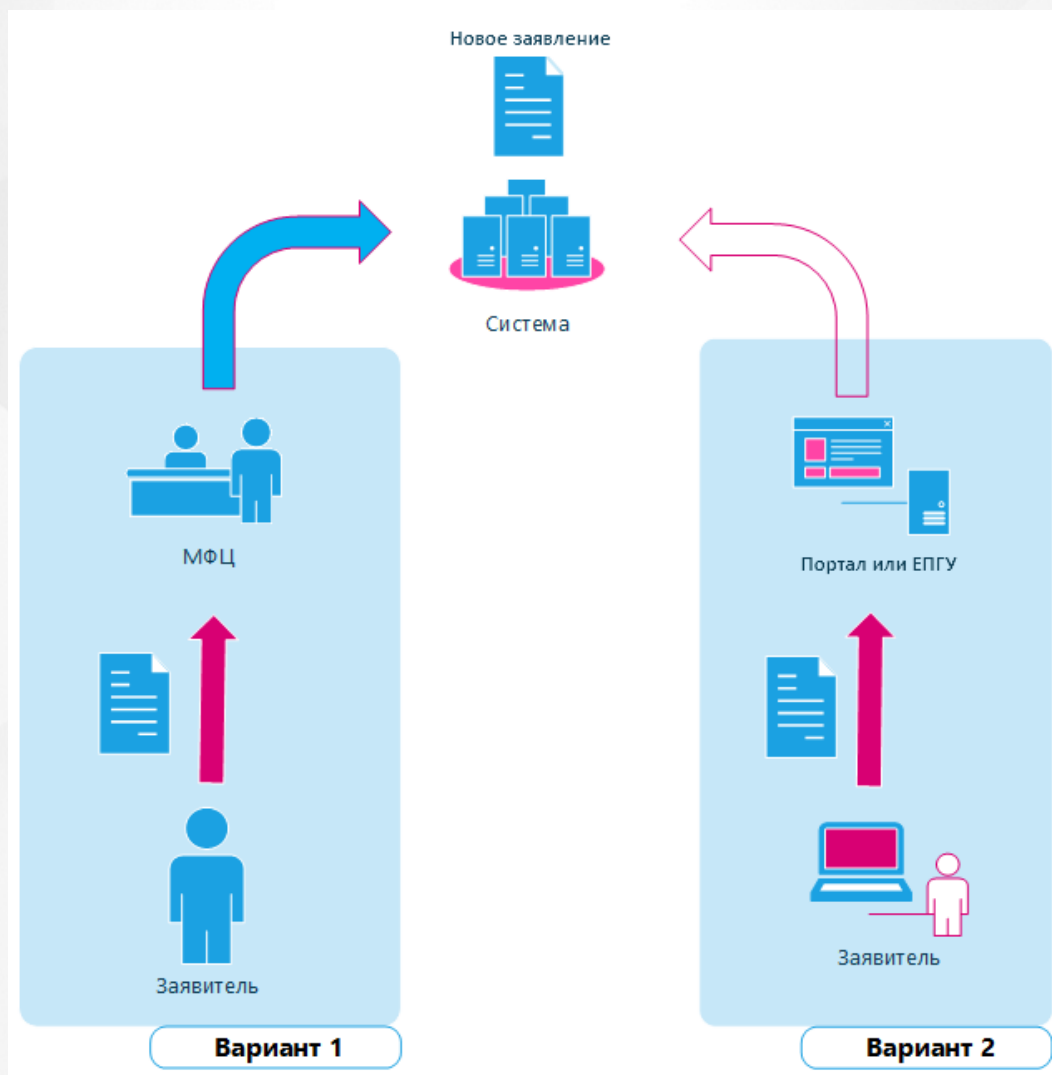 Новое заявление
Система
МФЦ
Заявитель
Вариант 1
Портал или ЕПГУ
Заявитель
Вариант 2